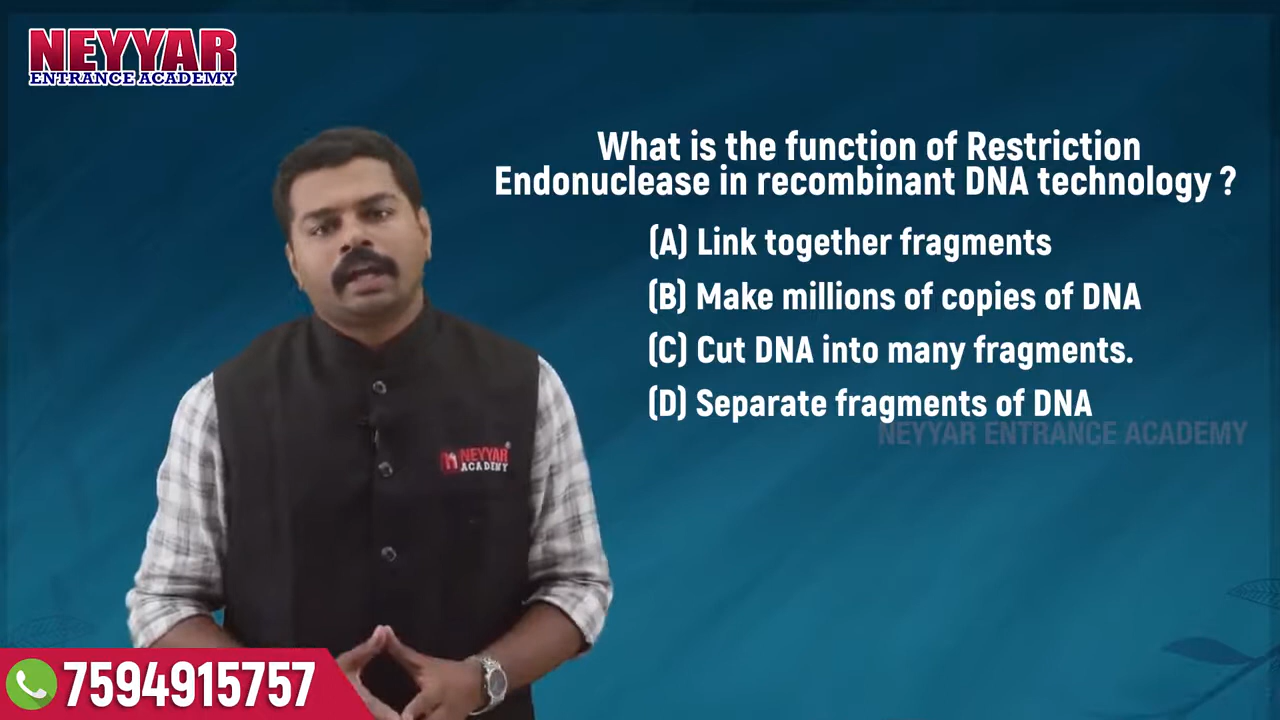 NEYYAR
ENTRANCE ACADEMY
What is the function of Restriction
Endonuclease in recombinant DNA technology ?
(A) Link together fragments
(B) Make millions of copies of DNA
(C) Cut DNA into many fragments.
(D) Separate fragments of DNA
NEYYAR ENTRANCE ACADEMY
NEYYAR
ACADEMY
7594915757